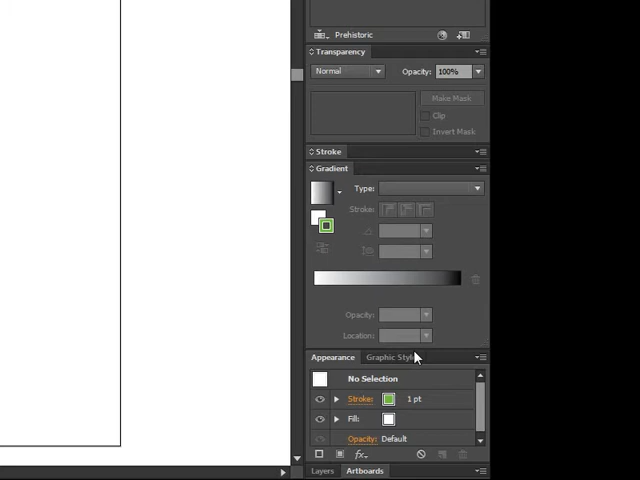 Prehistoric
Transparency
Normal Opacity: 100%
Make Mask
Clip
Invert Mask
Stroke
Gradient
Type:
Stroke:
Opacity:
Location:
Appearance Graphic Styles
No Selection
Stroke: 1 pt
Fill:
Opacity: Default
fx.
Layers Artboards